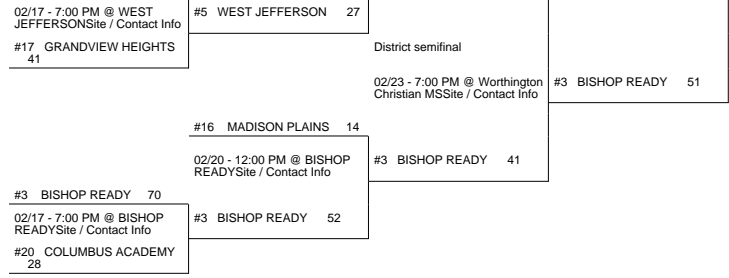 02/17 - 7:00 PM @ WEST
JEFFERSONSite / Contact Info
#5 WEST JEFFERSON 27
#17 GRANDVIEW HEIGHTS
41
District semifinal
02/23 - 7:00 PM @ Worthington
Christian MSSite / Contact Info
#3 BISHOP READY 51
#16 MADISON PLAINS 14
02/20 - 12:00 PM @ BISHOP
READYSite / Contact Info
#3 BISHOP READY 41
#3 BISHOP READY 70
02/17 - 7:00 PM @ BISHOP
READYSite / Contact Info
#3 BISHOP READY 52
#20 COLUMBUS ACADEMY
28